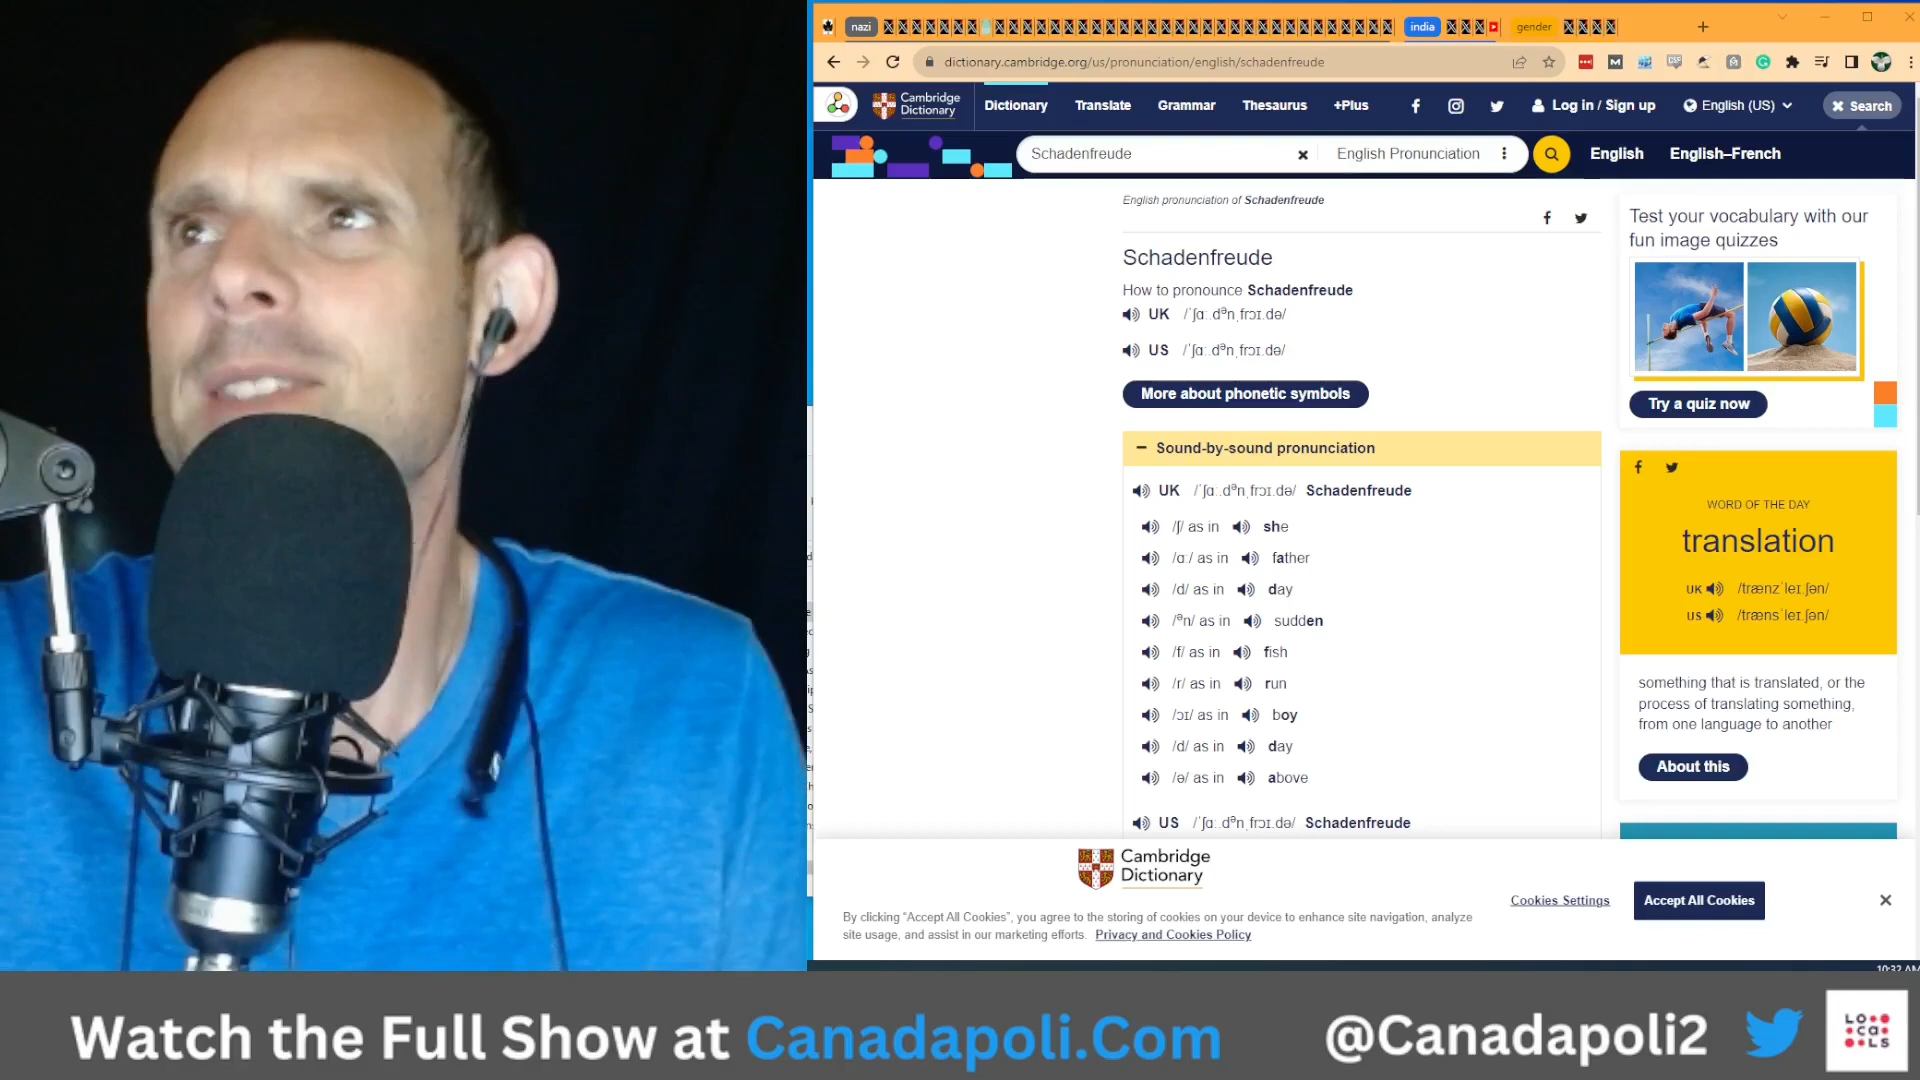 nazi
india
gender
dictionary.cambridge.org/us/pronunciation/english/schadenfreude
Cambridge
Dictionary
Dictionary
Translate
Grammar
Thesaurus
+Plus
Log in / Sign up
English (US)
Search
Schadenfreude
English Pronunciation
English
English–French
English pronunciation of Schadenfreude
Schadenfreude
How to pronounce Schadenfreude
UK /ˈʃɑː.dᵊnˌfrɔɪ.də/
US /ˈʃɑː.dᵊnˌfrɔɪ.də/
More about phonetic symbols
Sound-by-sound pronunciation
UK /ˈʃɑː.dᵊnˌfrɔɪ.də/ Schadenfreude
/ʃ/ as in she
/ɑː/ as in father
/d/ as in day
/ᵊn/ as in sudden
/f/ as in fish
/r/ as in run
/ɔɪ/ as in boy
/d/ as in day
/ə/ as in above
US /ˈʃɑː.dᵊnˌfrɔɪ.də/ Schadenfreude
Test your vocabulary with our
fun image quizzes
Try a quiz now
WORD OF THE DAY
translation
UK /trænzˈleɪ.ʃən/
US /trænsˈleɪ.ʃən/
something that is translated, or the
process of translating something,
from one language to another
About this
Cambridge
Dictionary
By clicking “Accept All Cookies”, you agree to the storing of cookies on your device to enhance site navigation, analyze
site usage, and assist in our marketing efforts. Privacy and Cookies Policy
Cookies Settings
Accept All Cookies
10:32 AM
Watch the Full Show at Canadapoli.Com
@Canadapoli2
LO
ca
LS